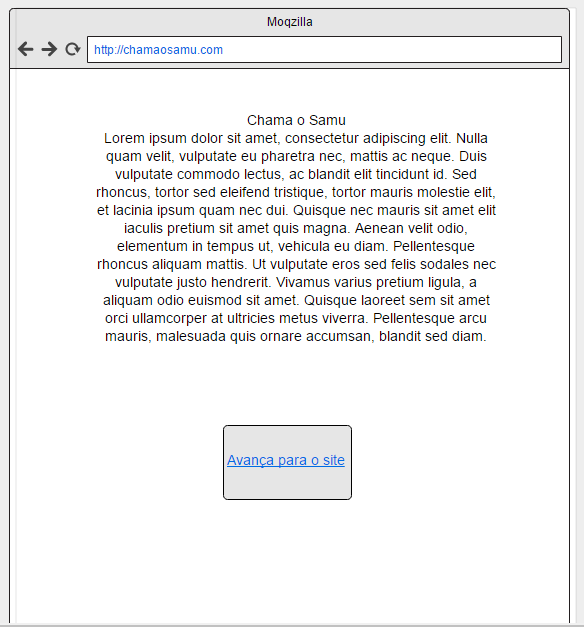 Moqzilla
http://chamaosamu.com
Chama o Samu
Lorem ipsum dolor sit amet, consectetur adipiscing elit. Nulla
quam velit, vulputate eu pharetra nec, mattis ac neque. Duis
vulputate commodo lectus, ac blandit elit tincidunt id. Sed
rhoncus, tortor sed eleifend tristique, tortor mauris molestie elit,
et lacinia ipsum quam nec dui. Quisque nec mauris sit amet elit
iaculis pretium sit amet quis magna. Aenean velit odio,
elementum in tempus ut, vehicula eu diam. Pellentesque
rhoncus aliquam mattis. Ut vulputate eros sed felis sodales nec
vulputate justo hendrerit. Vivamus varius pretium ligula, a
aliquam odio euismod sit amet. Quisque laoreet sem sit amet
orci ullamcorper at ultricies metus viverra. Pellentesque arcu
mauris, malesuada quis ornare accumsan, blandit sed diam.
Avança para o site